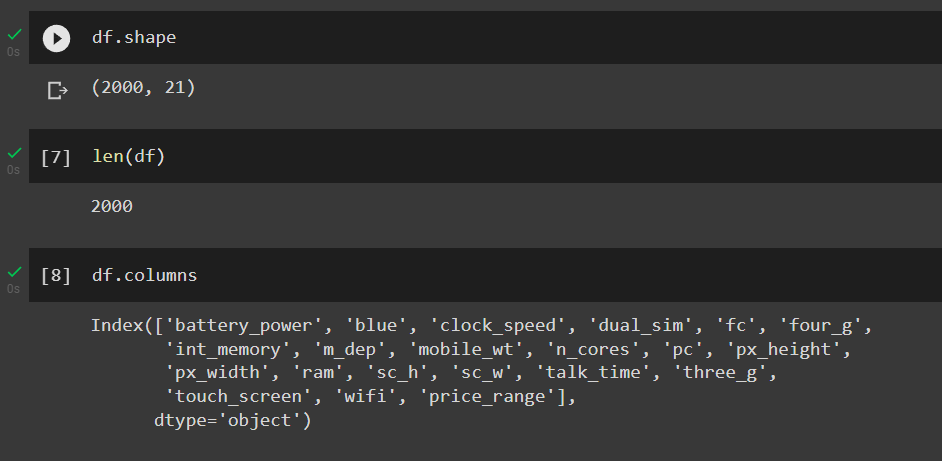 df.shape
0s
(2000, 21)
[7] len(df)
0s
2000
[8] df.columns
0s
Index(['battery_power', 'blue', 'clock_speed', 'dual_sim', 'fc', 'four_g',
'int_memory', 'm_dep', 'mobile_wt', 'n_cores', 'pc', 'px_height',
'px_width', 'ram', 'sc_h', 'sc_w', 'talk_time', 'three_g',
'touch_screen', 'wifi', 'price_range'],
dtype='object')